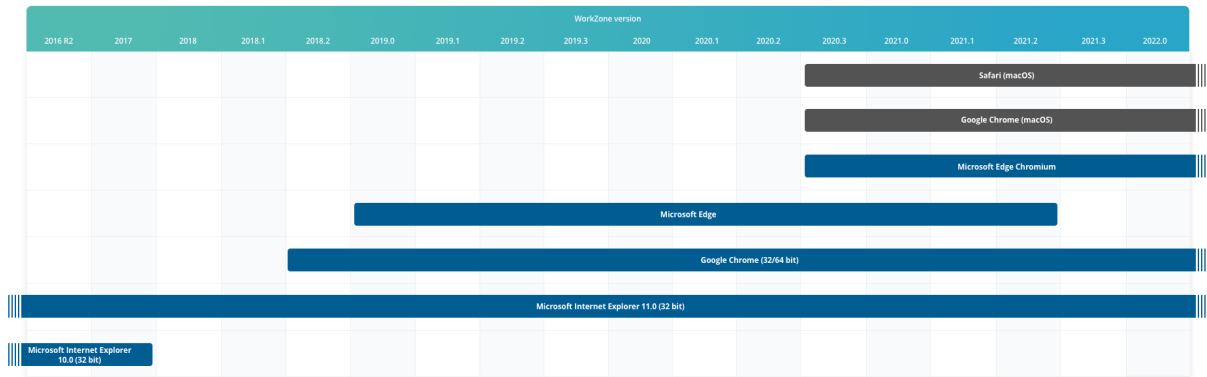 WorkZone version
2016 R2 2017 2018 2018.1 2018.2 2019.0 2019.1 2019.2 2019.3 2020 2020.1 2020.2 2020.3 2021.0 2021.1 2021.2 2021.3 2022.0
Safari (macOS)
Google Chrome (macOS)
Microsoft Edge Chromium
Microsoft Edge
Google Chrome (32/64 bit)
Microsoft Internet Explorer 11.0 (32 bit)
Microsoft Internet Explorer
10.0 (32 bit)